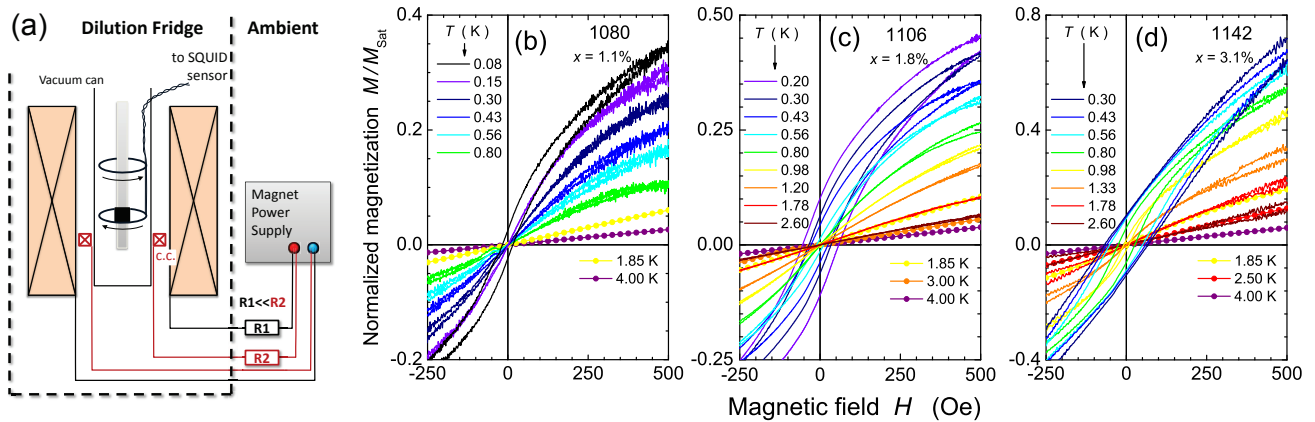 (a)
Dilution Fridge
Ambient
to SQUID
sensor
Vacuum can
Magnet
Power
Supply
c.c.
R1<<R2
R1
R2
Normalized magnetization M / M_Sat
0.4
0.2
0.0
-0.2
T ( K )
(b)
1080
x = 1.1%
0.08
0.15
0.30
0.43
0.56
0.80
1.85 K
4.00 K
-250
0
250
500
0.50
0.25
0.00
-0.25
T ( K )
(c)
1106
x = 1.8%
0.20
0.30
0.43
0.56
0.80
0.98
1.20
1.78
2.60
1.85 K
3.00 K
4.00 K
-250
0
250
500
0.8
0.4
0.0
-0.4
T ( K )
(d)
1142
x = 3.1%
0.30
0.43
0.56
0.80
0.98
1.33
1.78
2.60
1.85 K
2.50 K
4.00 K
-250
0
250
500
Magnetic field H (Oe)